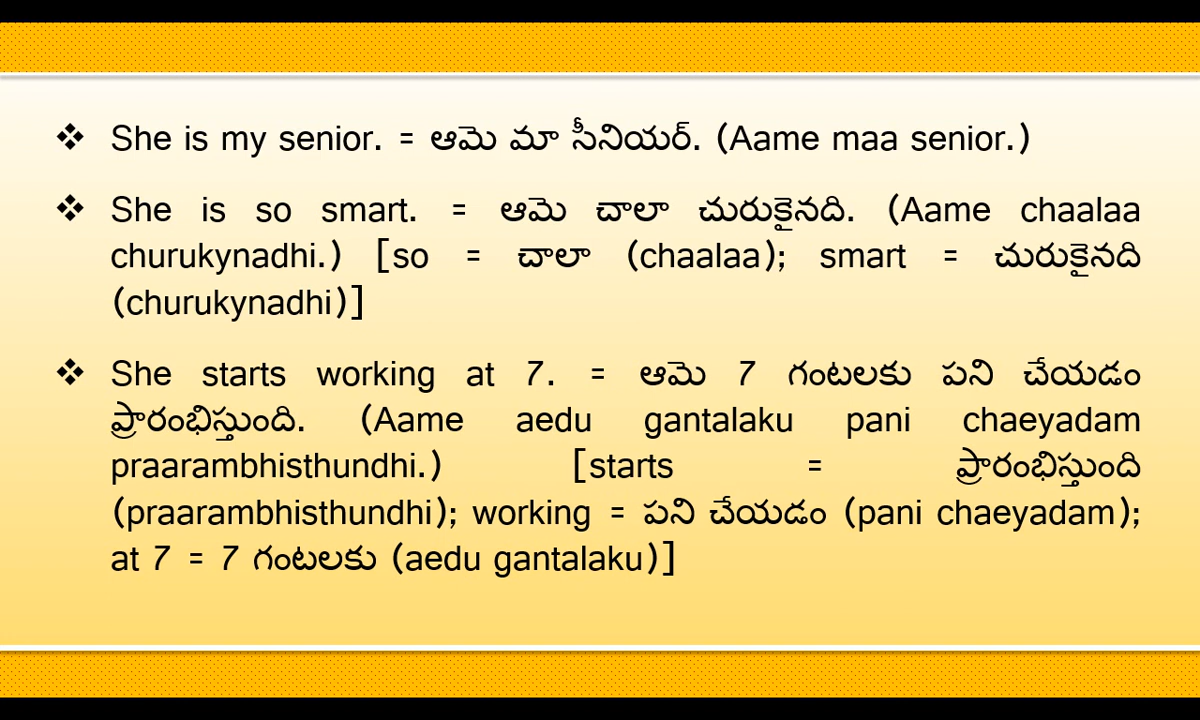 ❖ She is my senior. = ఆమె మా సీనియర్. (Aame maa senior.)
❖ She is so smart. = ఆమె చాలా చురుకైనది. (Aame chaalaa
churukynadhi.) [so = చాలా (chaalaa); smart = చురుకైనది
(churukynadhi)]
❖ She starts working at 7. = ఆమె 7 గంటలకు పని చేయడం
ప్రారంభిస్తుంది. (Aame aedu gantalaku pani chaeyadam
praarambhisthundhi.) [starts = ప్రారంభిస్తుంది
(praarambhisthundhi); working = పని చేయడం (pani chaeyadam);
at 7 = 7 గంటలకు (aedu gantalaku)]